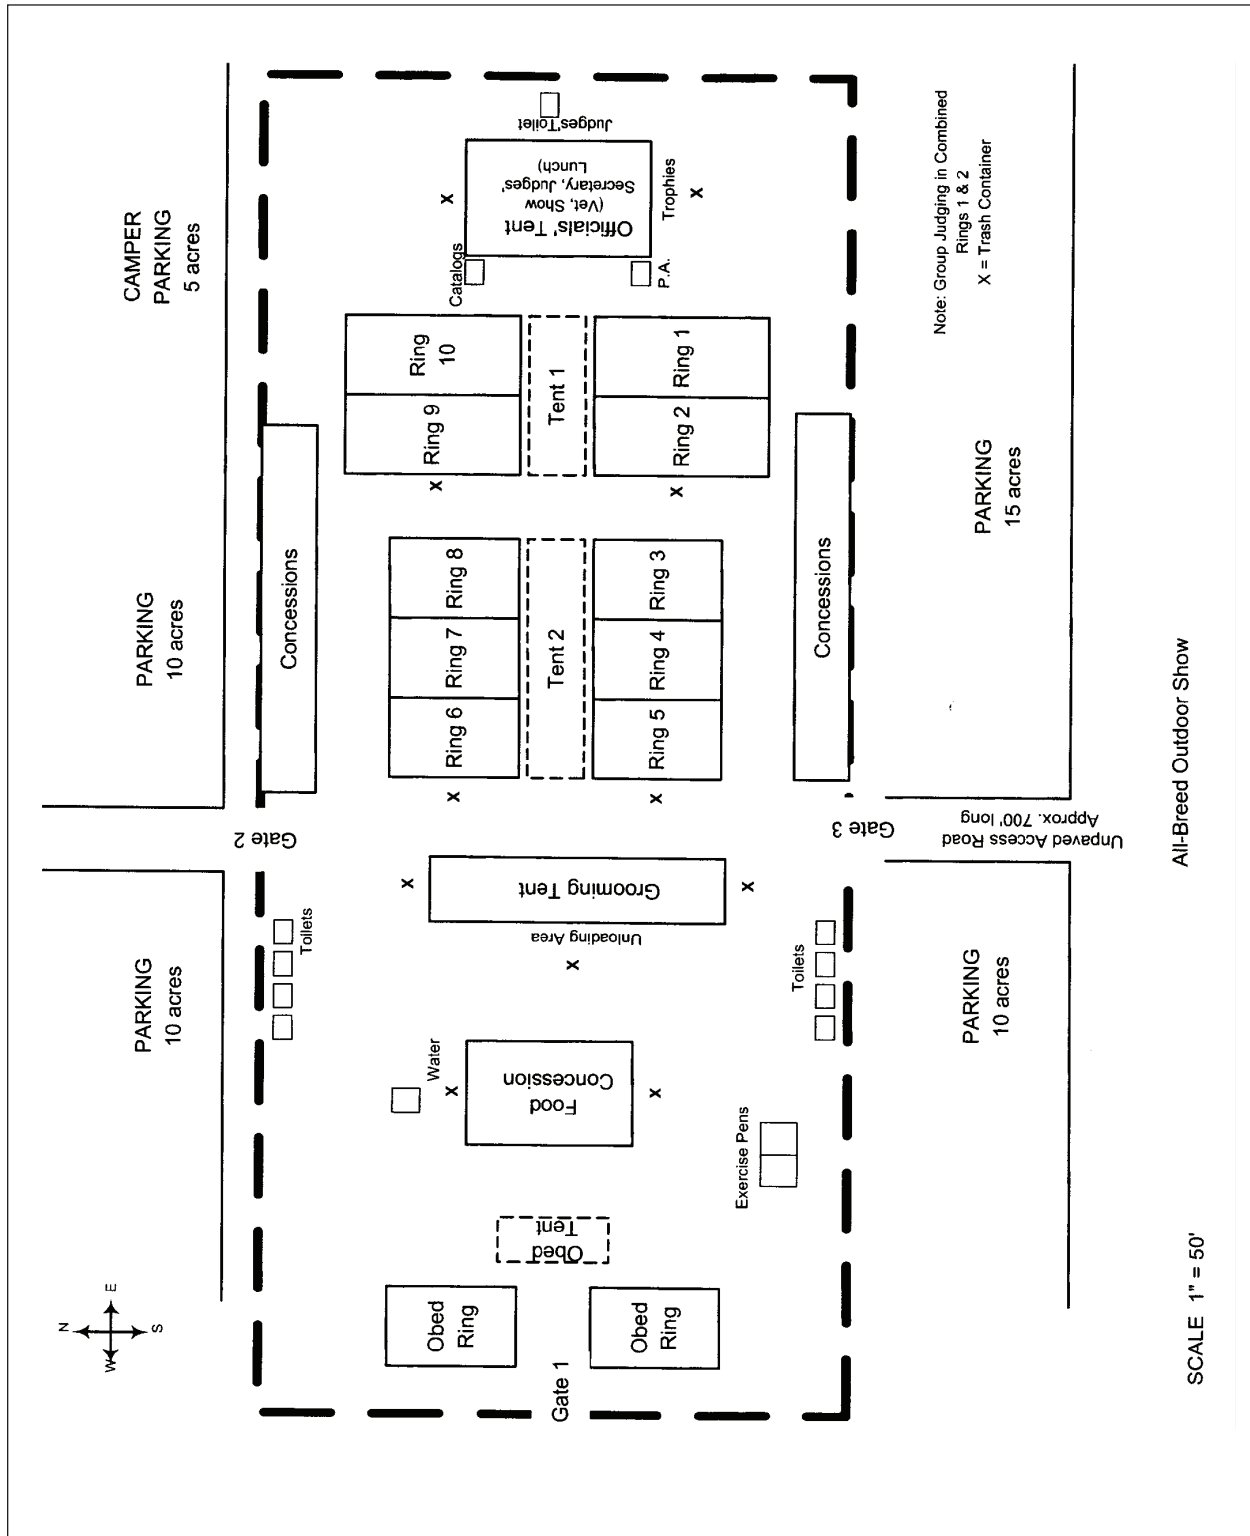 CAMPER
PARKING
5 acres
PARKING
10 acres
PARKING
10 acres
N
W
E
S
Judges' Toilet
Officials' Tent
(Vet, Show
Secretary, Judges'
Lunch)
Catalogs
P.A.
Trophies
X
X
Ring
10
Ring 9
Tent 1
Ring 1
Ring 2
X
X
Concessions
Ring 8
Ring 7
Ring 6
Tent 2
Ring 3
Ring 4
Ring 5
Concessions
X
X
Gate 2
Gate 3
Unpaved Access Road
Approx. 700' long
X
Grooming Tent
X
Unloading Area
X
Toilets
Toilets
Water
X
Food
Concession
X
Exercise Pens
Obed
Tent
Obed
Ring
Obed
Ring
Gate 1
Note: Group Judging in Combined
Rings 1 & 2
X = Trash Container
PARKING
15 acres
PARKING
10 acres
All-Breed Outdoor Show
SCALE 1" = 50'